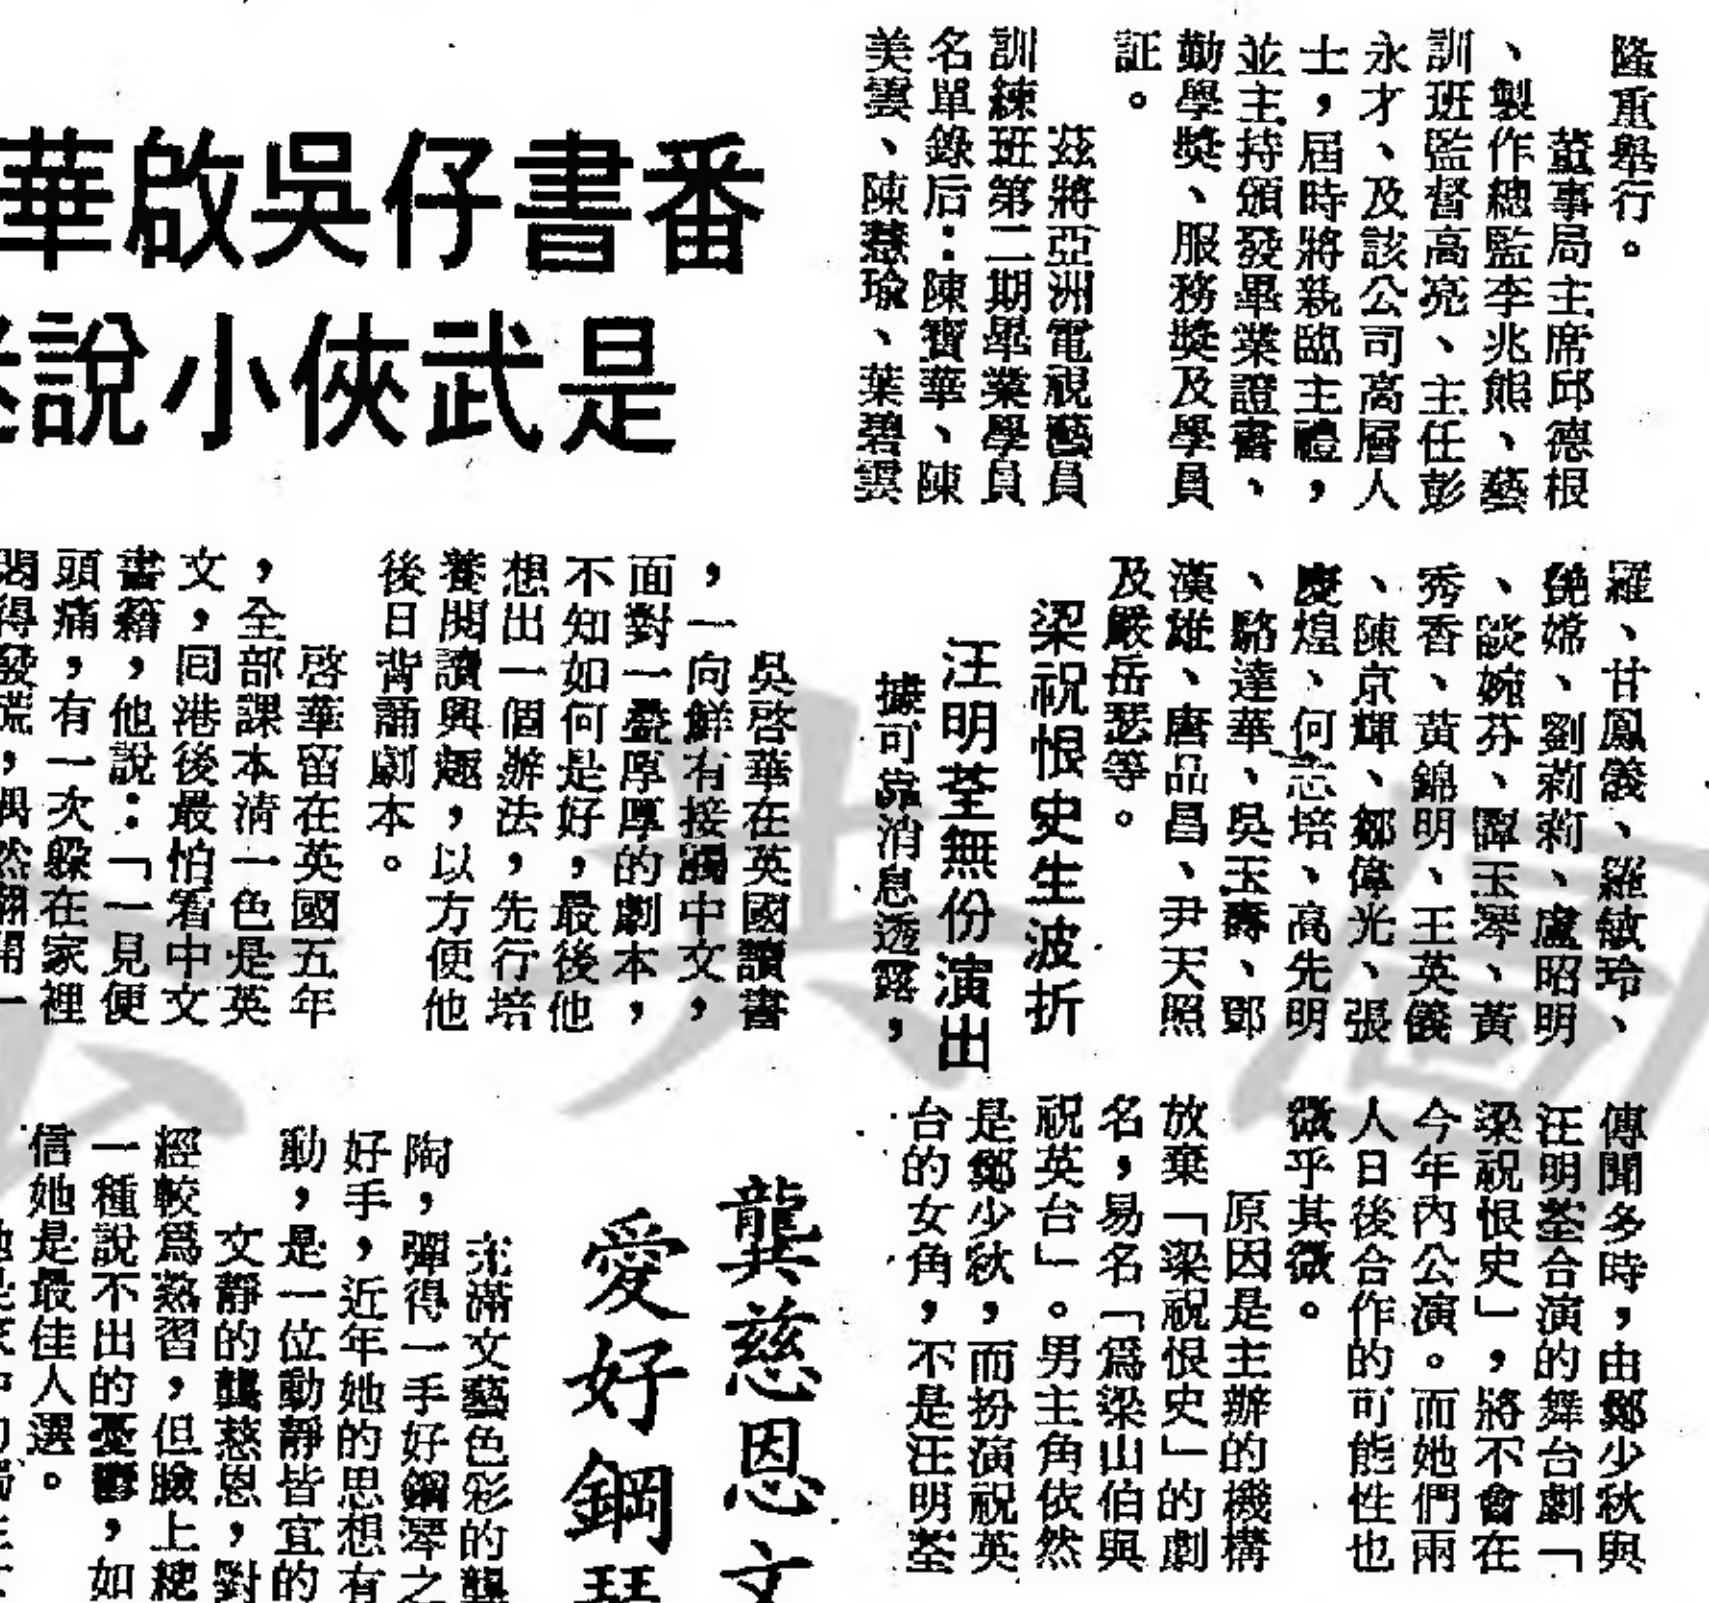 隆重舉行。
董事局主席邱德根
、製作總監李兆熊、藝
訓班監督高亮、主任彭
永才、及該公司高層人
士，屆時將親臨主禮，
並主持頒發畢業證書、
勤學獎、服務獎及學員
証。
茲將亞洲電視藝員
訓練班第二期畢業學員
名單錄后：陳寶華、陳
美雲、陳慧瑜、葉碧雲
羅、甘鳳儀、羅敏玲、
嫦、劉莉莉、盧昭明
、談婉芬、譚玉琴、黃
秀香、黃錦明、王英儀
、陳京輝、鄒偉光、張
慶煌、何志培、高先明
、駱達華、吳玉壽、鄧
漢雄、唐品昌、尹天照
及嚴岳瑟等。
梁祝恨史生波折
汪明荃無份演出
據可靠消息透露，
傳聞多時，由鄭少秋與
汪明荃合演的舞台劇「
梁祝恨史」，將不會在
今年內公演。而她們兩
人日後合作的可能性也
微乎其微。
原因是主辦的機構
放棄「梁祝恨史」的劇
名，易名「爲梁山伯與
祝英台」。男主角依然
是鄭少秋，而扮演祝英
台的女角，不是汪明荃
番書仔吳啟華
是武俠小說
吳啓華在英國讀書
，一向鮮有接觸中文，
面對一疊厚厚的劇本，
不知如何是好，最後他
想出一個辦法，先行培
養閱讀興趣，以方便他
後日背誦劇本。
啓華留在英國五年
，全部課本清一色是英
文，回港後最怕看中文
書籍，他說：「一見便
頭痛，有一次躲在家裡
悶得發慌，偶然翻開一
龔慈恩文
愛好鋼琴
充滿文藝色彩的龔
陶，彈得一手好鋼琴之
好手，近年她的思想有
動，是一位動靜皆宜的
文靜的龔慈恩，對
經較爲熟習，但臉上總
一種說不出的憂鬱，如
信她是最佳人選。